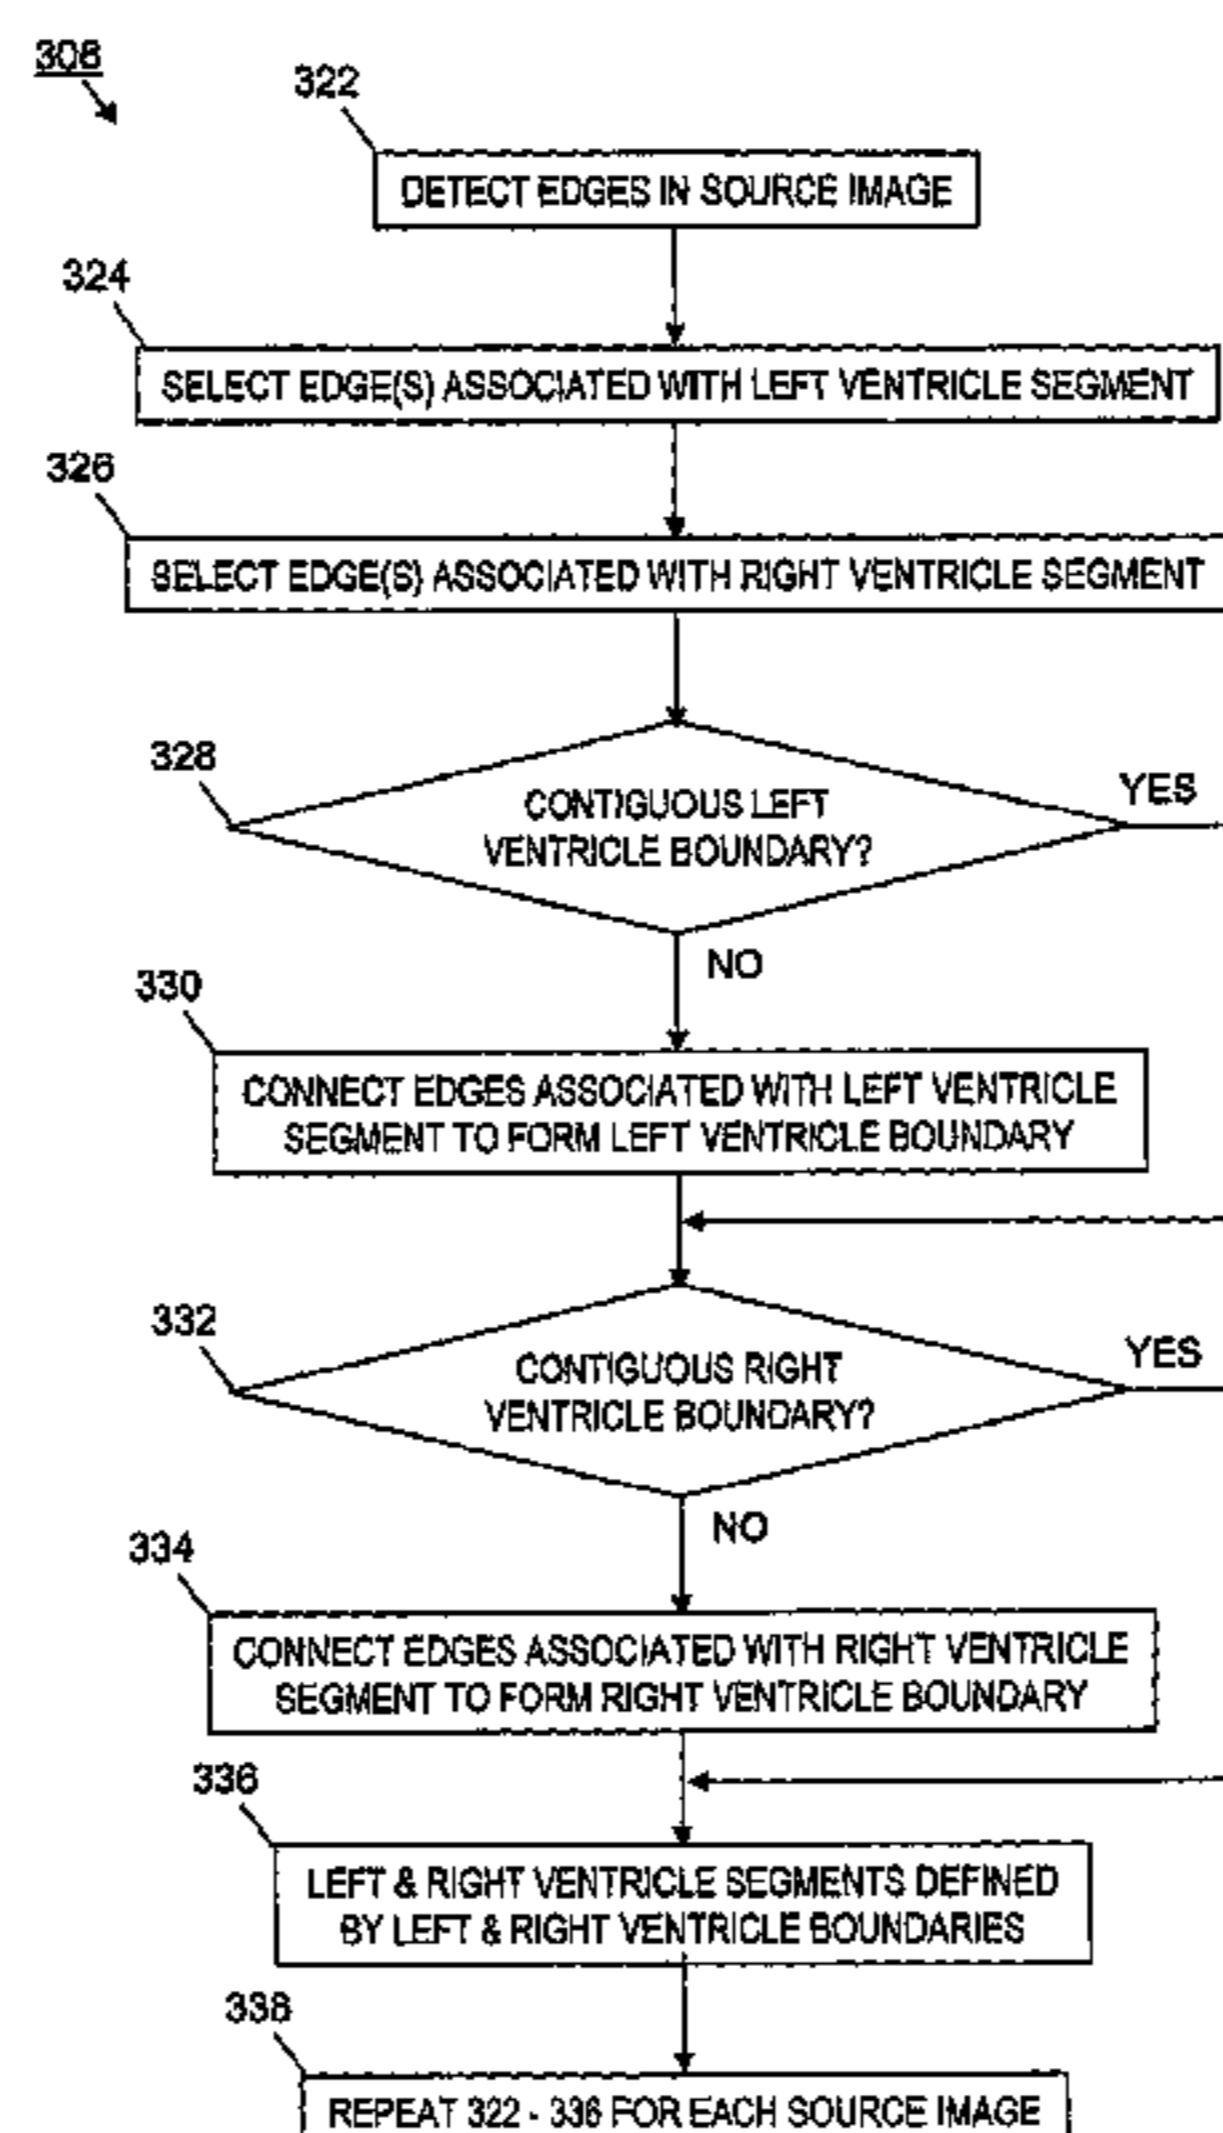 308
322
DETECT EDGES IN SOURCE IMAGE
324
SELECT EDGE(S) ASSOCIATED WITH LEFT VENTRICLE SEGMENT
326
SELECT EDGE(S) ASSOCIATED WITH RIGHT VENTRICLE SEGMENT
328
CONTIGUOUS LEFT
VENTRICLE BOUNDARY?
YES
NO
330
CONNECT EDGES ASSOCIATED WITH LEFT VENTRICLE
SEGMENT TO FORM LEFT VENTRICLE BOUNDARY
332
CONTIGUOUS RIGHT
VENTRICLE BOUNDARY?
YES
NO
334
CONNECT EDGES ASSOCIATED WITH RIGHT VENTRICLE
SEGMENT TO FORM RIGHT VENTRICLE BOUNDARY
336
LEFT & RIGHT VENTRICLE SEGMENTS DEFINED
BY LEFT & RIGHT VENTRICLE BOUNDARIES
338
REPEAT 322 - 336 FOR EACH SOURCE IMAGE